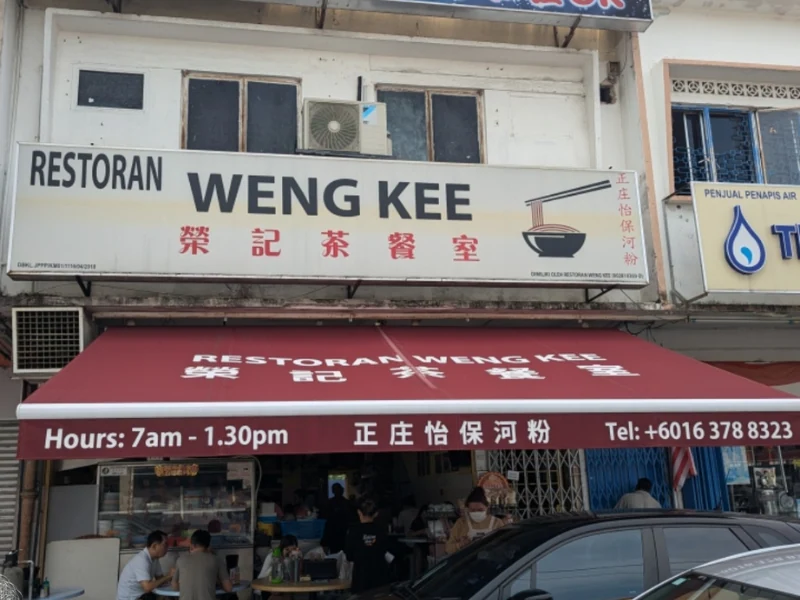 RESTORAN WENG KEE
榮記茶餐室
正庄怡保河粉
PENJUAL PENAPIS AIR
RESTORAN WENG KEE
榮記茶餐室
Hours: 7am - 1.30pm 正庄怡保河粉 Tel: +6016 378 8323